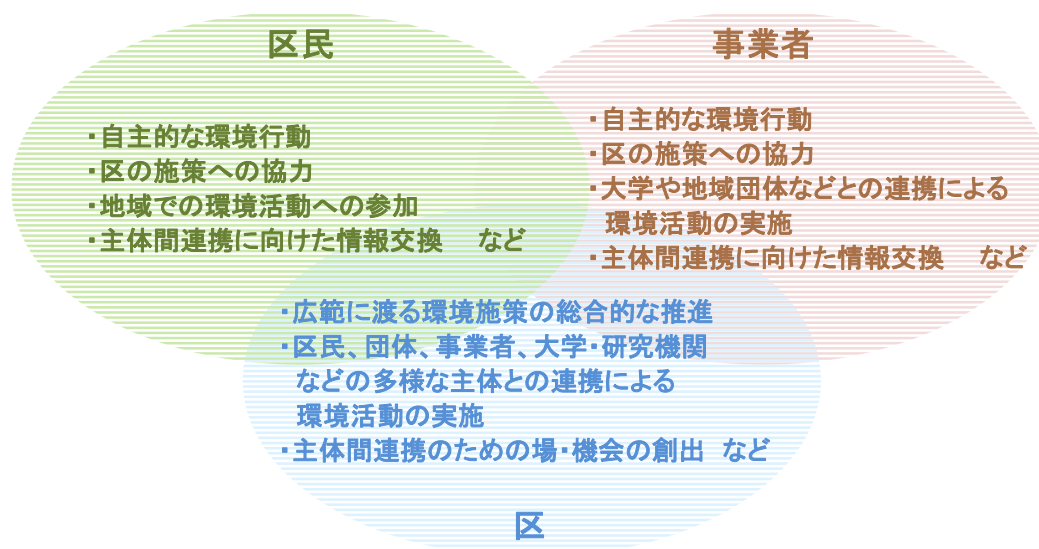 区民
・自主的な環境行動
・区の施策への協力
・地域での環境活動への参加
・主体間連携に向けた情報交換　など
事業者
・自主的な環境行動
・区の施策への協力
・大学や地域団体などとの連携による
環境活動の実施
・主体間連携に向けた情報交換　など
・広範に渡る環境施策の総合的な推進
・区民、団体、事業者、大学・研究機関
などの多様な主体との連携による
環境活動の実施
・主体間連携のための場・機会の創出　など
区